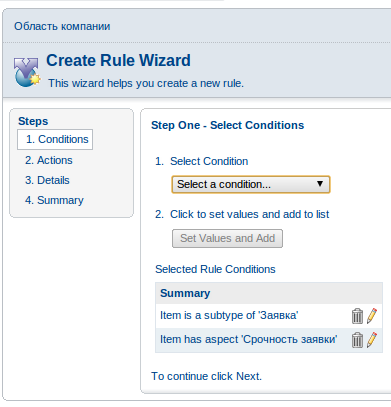 Область компании
Create Rule Wizard
This wizard helps you create a new rule.
Steps
1. Conditions
2. Actions
3. Details
4. Summary
Step One - Select Conditions
1. Select Condition
Select a condition...
2. Click to set values and add to list
Set Values and Add
Selected Rule Conditions
Summary
Item is a subtype of 'Заявка'
Item has aspect 'Срочность заявки'
To continue click Next.